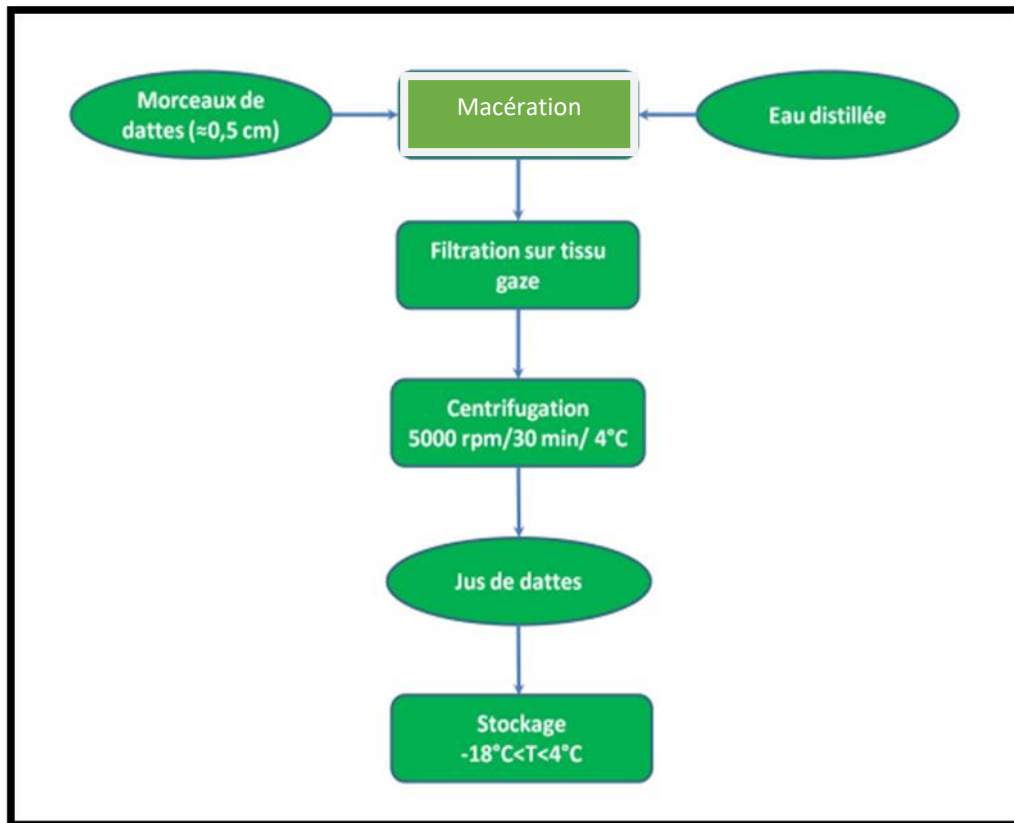 Morceaux de
dattes (≈0,5 cm)
Macération
Eau distillée
Filtration sur tissu
gaze
Centrifugation
5000 rpm/30 min/ 4°C
Jus de dattes
Stockage
-18°C<T<4°C